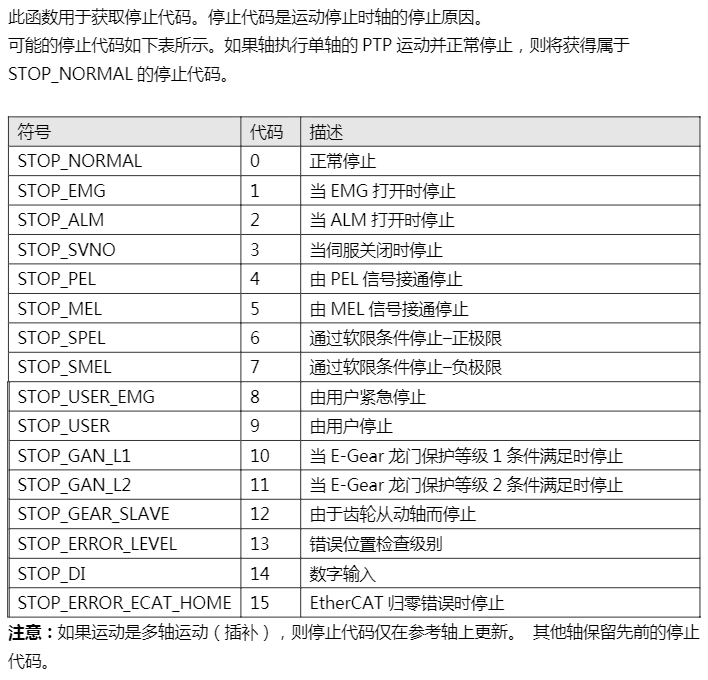 此函数用于获取停止代码。停止代码是运动停止时轴的停止原因。
可能的停止代码如下表所示。如果轴执行单轴的 PTP 运动并正常停止，则将获得属于
STOP_NORMAL 的停止代码。
符号 代码 描述
STOP_NORMAL 0 正常停止
STOP_EMG 1 当 EMG 打开时停止
STOP_ALM 2 当 ALM 打开时停止
STOP_SVNO 3 当伺服关闭时停止
STOP_PEL 4 由 PEL 信号接通停止
STOP_MEL 5 由 MEL 信号接通停止
STOP_SPEL 6 通过软限条件停止–正极限
STOP_SMEL 7 通过软限条件停止–负极限
STOP_USER_EMG 8 由用户紧急停止
STOP_USER 9 由用户停止
STOP_GAN_L1 10 当 E-Gear 龙门保护等级 1 条件满足时停止
STOP_GAN_L2 11 当 E-Gear 龙门保护等级 2 条件满足时停止
STOP_GEAR_SLAVE 12 由于齿轮从动轴而停止
STOP_ERROR_LEVEL 13 错误位置检查级别
STOP_DI 14 数字输入
STOP_ERROR_ECAT_HOME 15 EtherCAT 归零错误时停止
注意：如果运动是多轴运动（插补），则停止代码仅在参考轴上更新。 其他轴保留先前的停止
代码。